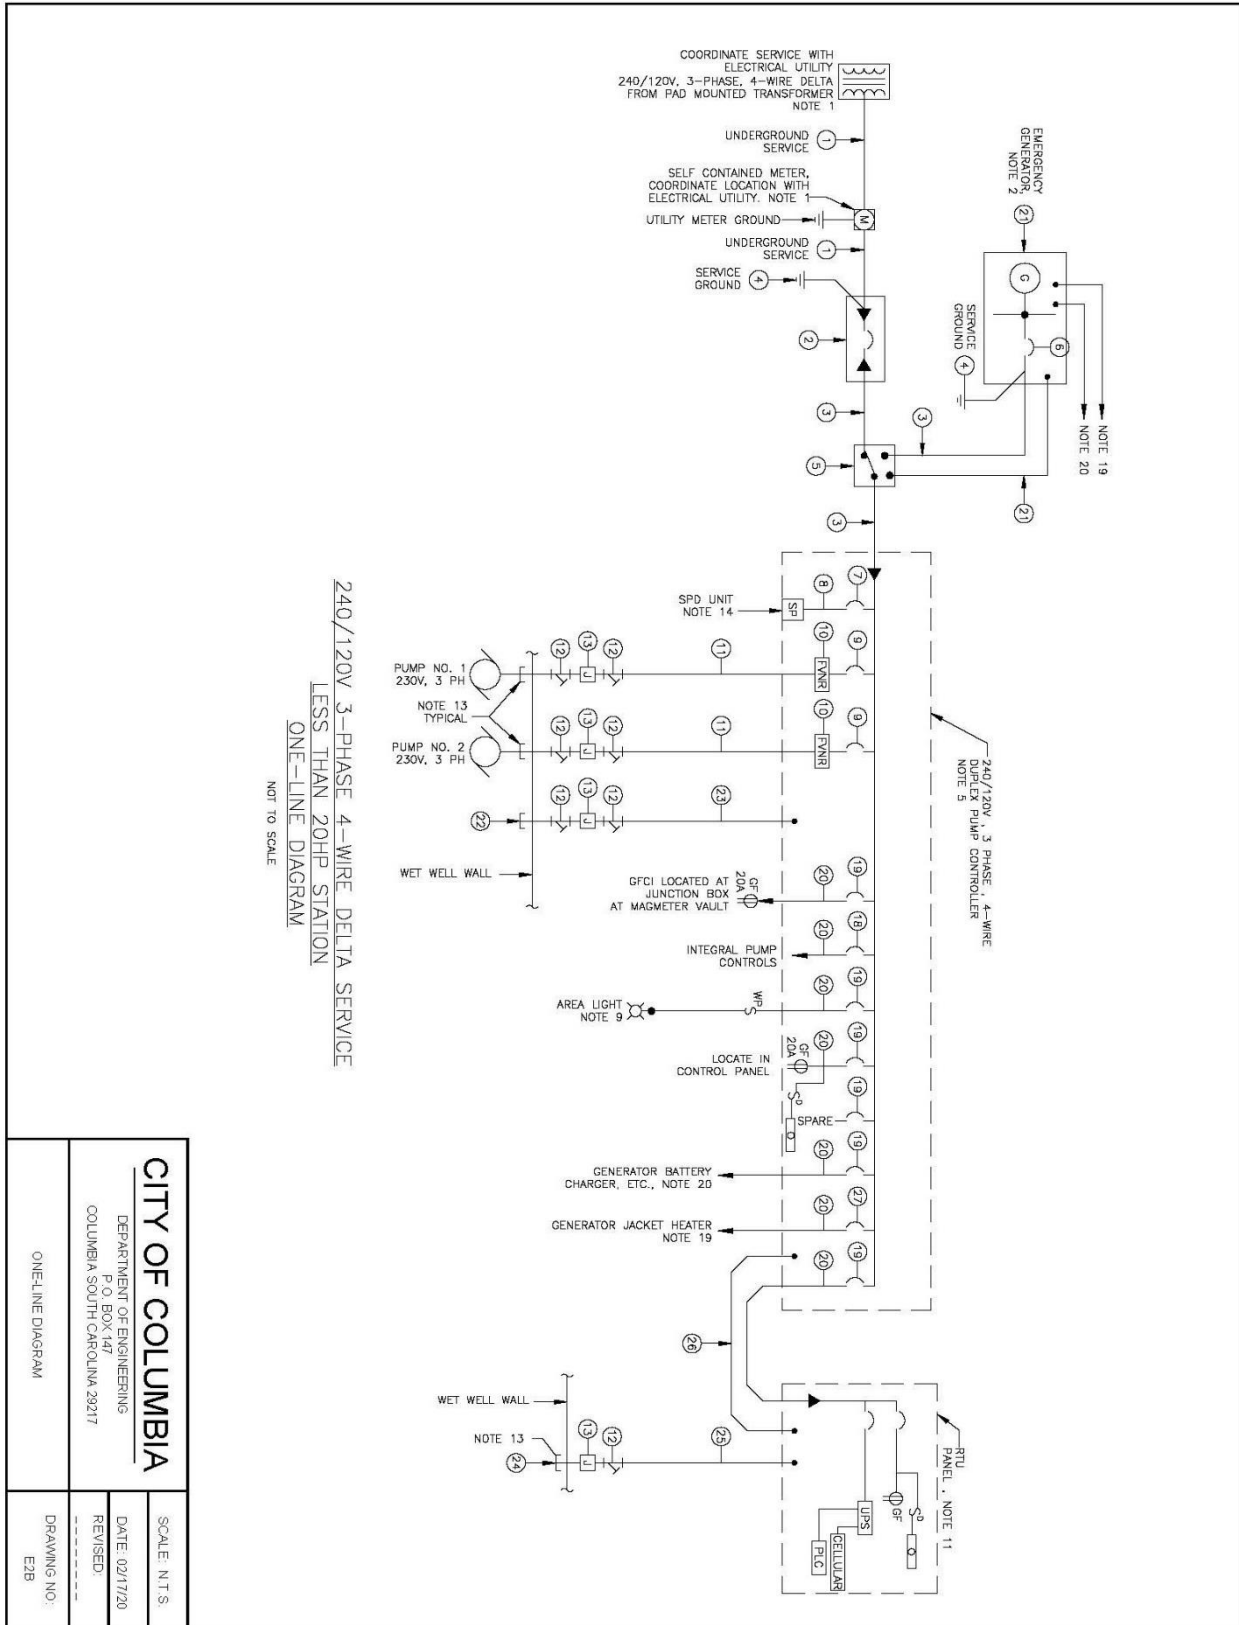 COORDINATE SERVICE WITH
ELECTRICAL UTILITY
240/120V, 3-PHASE, 4-WIRE DELTA
FROM PAD MOUNTED TRANSFORMER
NOTE 1
UNDERGROUND
SERVICE
1
SELF CONTAINED METER,
COORDINATE LOCATION WITH
ELECTRICAL UTILITY. NOTE 1
M
UTILITY METER GROUND
UNDERGROUND
SERVICE
1
SERVICE
GROUND
4
2
3
5
3
EMERGENCY
GENERATOR,
NOTE 2
21
G
6
SERVICE
GROUND
4
NOTE 19
NOTE 20
3
21
240/120V, 3 PHASE, 4-WIRE
DUPLEX PUMP CONTROLLER
NOTE 5
7
8
SP
SPD UNIT
NOTE 14
9
10
FVNR
11
12
13
J
12
PUMP NO. 1
230V, 3 PH
NOTE 13
TYPICAL
9
10
FVNR
11
12
13
J
12
PUMP NO. 2
230V, 3 PH
23
12
13
J
12
22
WET WELL WALL
19
20
GF
20A
GFCI LOCATED AT
JUNCTION BOX
AT MAGMETER VAULT
18
20
INTEGRAL PUMP
CONTROLS
19
20
WP
S
AREA LIGHT
NOTE 9
19
20
GF
20A
LOCATE IN
CONTROL PANEL
SD
19
SPARE
19
20
GENERATOR BATTERY
CHARGER, ETC., NOTE 20
27
20
GENERATOR JACKET HEATER
NOTE 19
19
20
26
RTU
PANEL, NOTE 11
SD
GF
UPS
CELLULAR
PLC
WET WELL WALL
NOTE 13
24
13
J
12
25
240/120V 3-PHASE 4-WIRE DELTA SERVICE
LESS THAN 20HP STATION
ONE-LINE DIAGRAM
NOT TO SCALE
CITY OF COLUMBIA
DEPARTMENT OF ENGINEERING
P.O. BOX 147
COLUMBIA SOUTH CAROLINA 29217
ONE-LINE DIAGRAM
SCALE: N.T.S.
DATE: 02/17/20
REVISED:
-------
DRAWING NO:
E2B